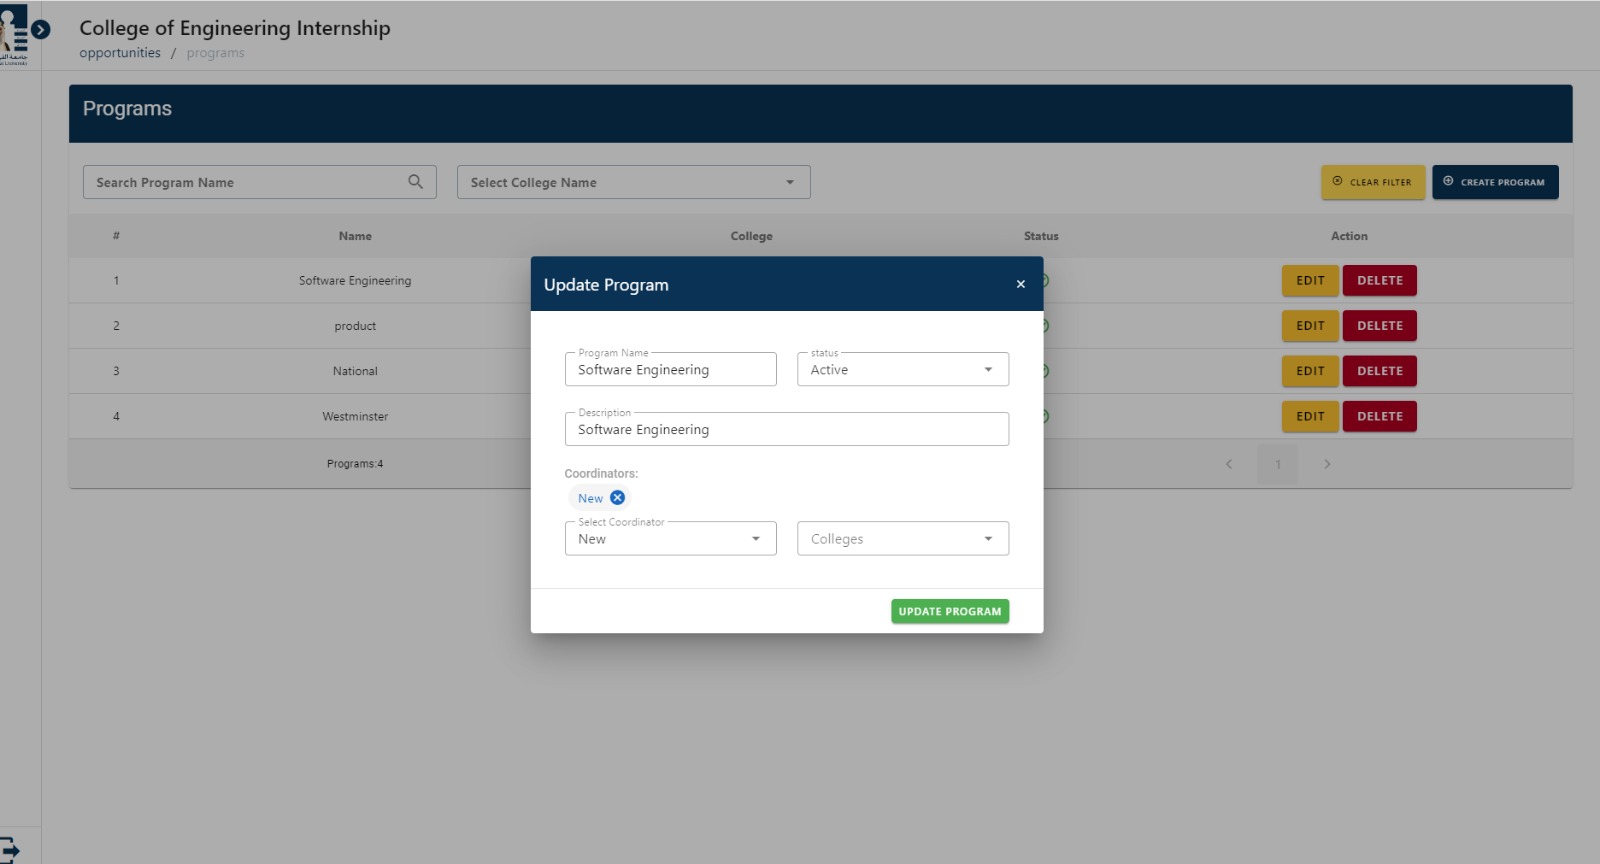 College of Engineering Internship
opportunities / programs
Programs
Search Program Name
Select College Name
CLEAR FILTER
CREATE PROGRAM
# Name College Status Action
1 Software Engineering EDIT DELETE
2 product EDIT DELETE
3 National EDIT DELETE
4 Westminster EDIT DELETE
Programs:4
1
Update Program
Program Name
Software Engineering
status
Active
Description
Software Engineering
Coordinators:
New
Select Coordinator
New
Colleges
UPDATE PROGRAM